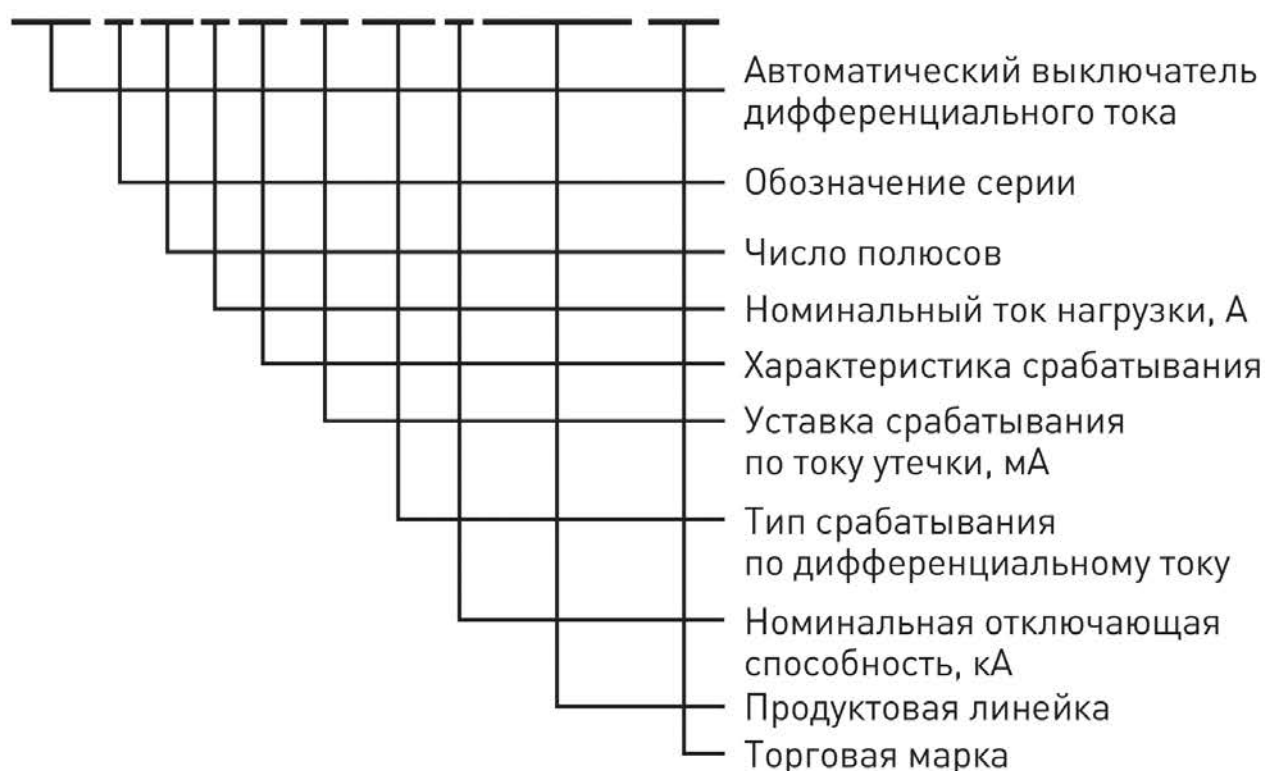 Автоматический выключатель
дифференциального тока
Обозначение серии
Число полюсов
Номинальный ток нагрузки, А
Характеристика срабатывания
Уставка срабатывания
по току утечки, мА
Тип срабатывания
по дифференциальному току
Номинальная отключающая
способность, кА
Продуктовая линейка
Торговая марка